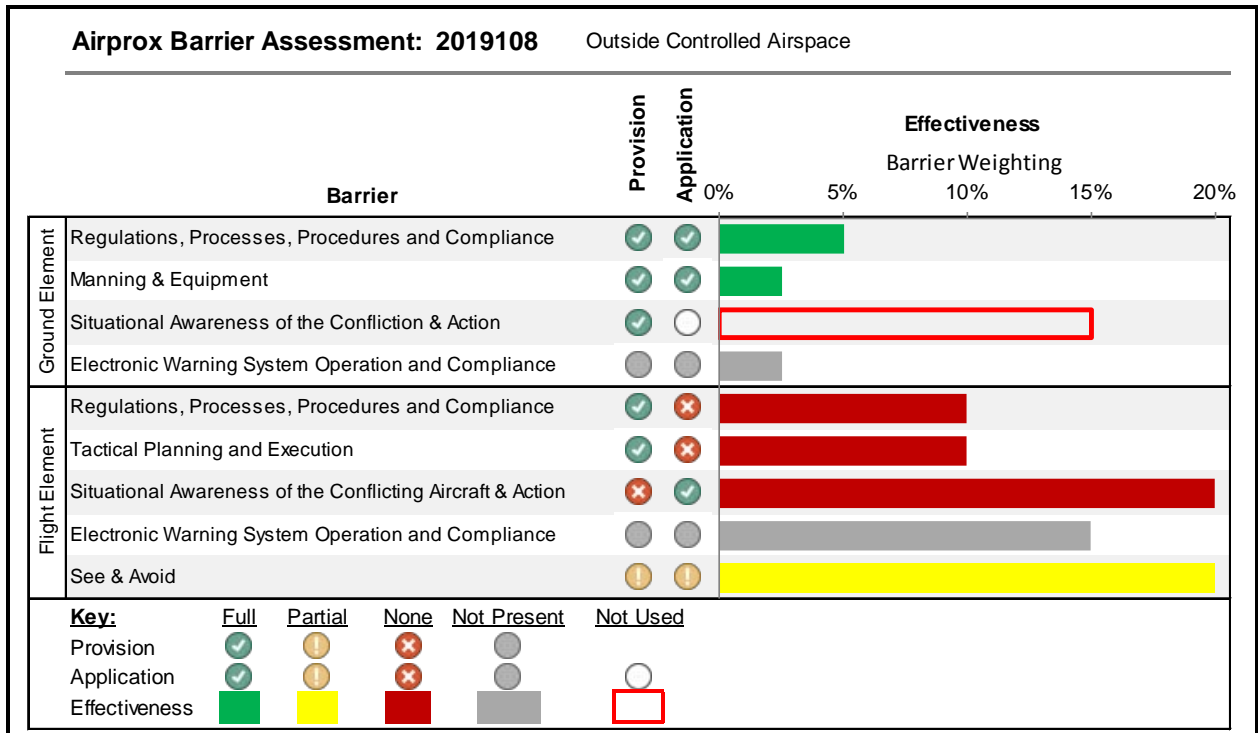 Airprox Barrier Assessment: 2019108 Outside Controlled Airspace
Provision
Application
Effectiveness
Barrier Weighting
Barrier
0% 5% 10% 15% 20%
Ground Element
Regulations, Processes, Procedures and Compliance
Manning & Equipment
Situational Awareness of the Confliction & Action
Electronic Warning System Operation and Compliance
Flight Element
Regulations, Processes, Procedures and Compliance
Tactical Planning and Execution
Situational Awareness of the Conflicting Aircraft & Action
Electronic Warning System Operation and Compliance
See & Avoid
Key: Full Partial None Not Present Not Used
Provision
Application
Effectiveness